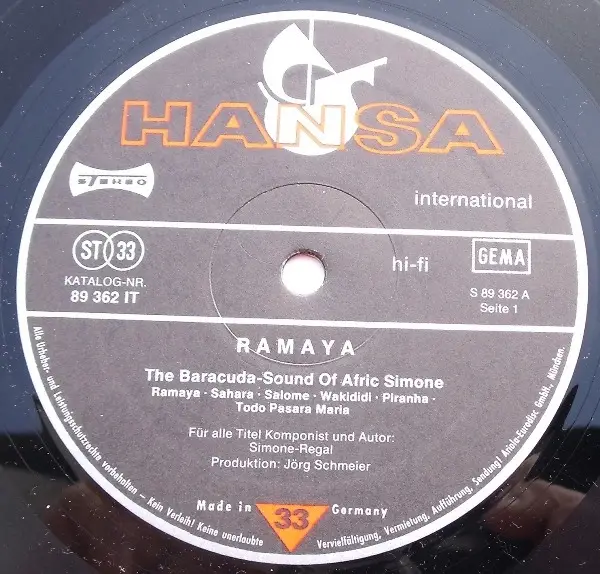 HANSA
STEREO
international
ST 33
KATALOG-NR.
89 362 IT
hi-fi
GEMA
S 89 362 A
Seite 1
RAMAYA
The Baracuda-Sound Of Afric Simone
Ramaya · Sahara · Salome · Wakididi · Piranha ·
Todo Pasara Maria
Für alle Titel Komponist und Autor:
Simone-Regal
Produktion: Jörg Schmeier
Made in 33 Germany
Alle Urheber- und Leistungsschutzrechte vorbehalten – Kein Verleih! Keine unerlaubte Vervielfältigung, Vermietung, Aufführung, Sendung! Ariola-Eurodisc GmbH., München.